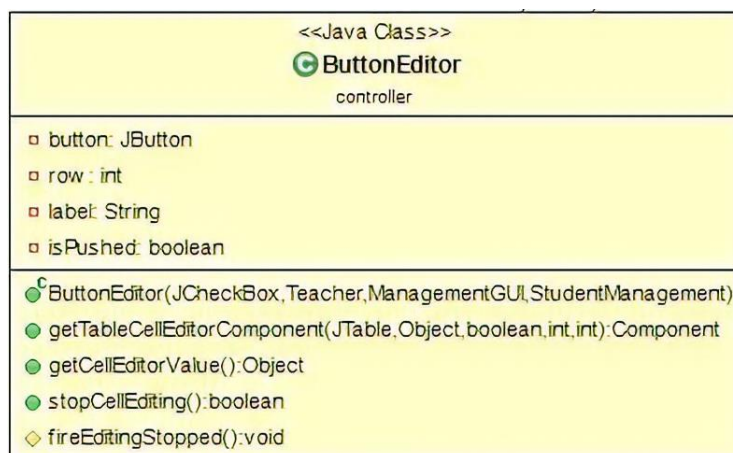 <<Java Class>>
ButtonEditor
controller
button: JButton
row : int
label: String
isPushed: boolean
ButtonEditor(JCheckBox,Teacher,ManagementGUI,StudentManagement)
getTableCellEditorComponent(JTable,Object,boolean,int,int):Component
getCellEditorValue():Object
stopCellEditing():boolean
fireEditingStopped():void